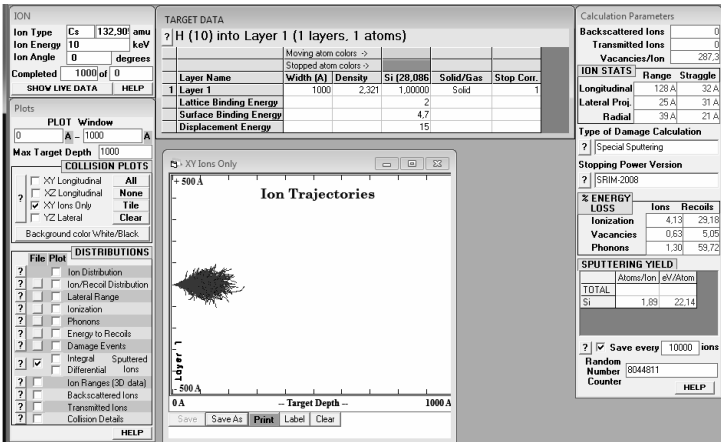 ION
Ion Type Cs 132,90 amu
Ion Energy 10 keV
Ion Angle 0 degrees
Completed 1000 of 0
SHOW LIVE DATA HELP
Plots
PLOT Window
0 A - 1000 A
Max Target Depth 1000
COLLISION PLOTS
XY Longitudinal All
XZ Longitudinal None
? XY Ions Only Tile
YZ Lateral Clear
Background color White/Black
DISTRIBUTIONS
File Plot
? Ion Distribution
? Ion/Recoil Distribution
? Lateral Range
? Ionization
? Phonons
? Energy to Recoils
? Damage Events
? Integral Sputtered
Differential Ions
? Ion Ranges (3D data)
? Backscattered Ions
? Transmitted Ions
? Collision Details
HELP
TARGET DATA
? H (10) into Layer 1 (1 layers, 1 atoms)
Moving atom colors ->
Stopped atom colors ->
Layer Name Width (A) Density Si (28,086 Solid/Gas Stop Corr.
1 Layer 1 1000 2,321 1,00000 Solid 1
Lattice Binding Energy 2
Surface Binding Energy 4,7
Displacement Energy 15
XY Ions Only
+ 500 A
Ion Trajectories
Layer 1
- 500 A
0 A -- Target Depth -- 1000 A
Save Save As Print Label Clear
Calculation Parameters
Backscattered Ions 0
Transmitted Ions 0
Vacancies/Ion 287,3
ION STATS Range Straggle
Longitudinal 128 A 32 A
Lateral Proj. 25 A 31 A
Radial 39 A 21 A
Type of Damage Calculation
? Special Sputtering
Stopping Power Version
? SRIM-2008
% ENERGY LOSS Ions Recoils
Ionization 4,13 29,18
Vacancies 0,63 5,05
Phonons 1,30 59,72
SPUTTERING YIELD
Atoms/Ion eV/Atom
TOTAL
Si 1,89 22,14
? Save every 10000 ions
Random
Number 8044811
Counter
HELP